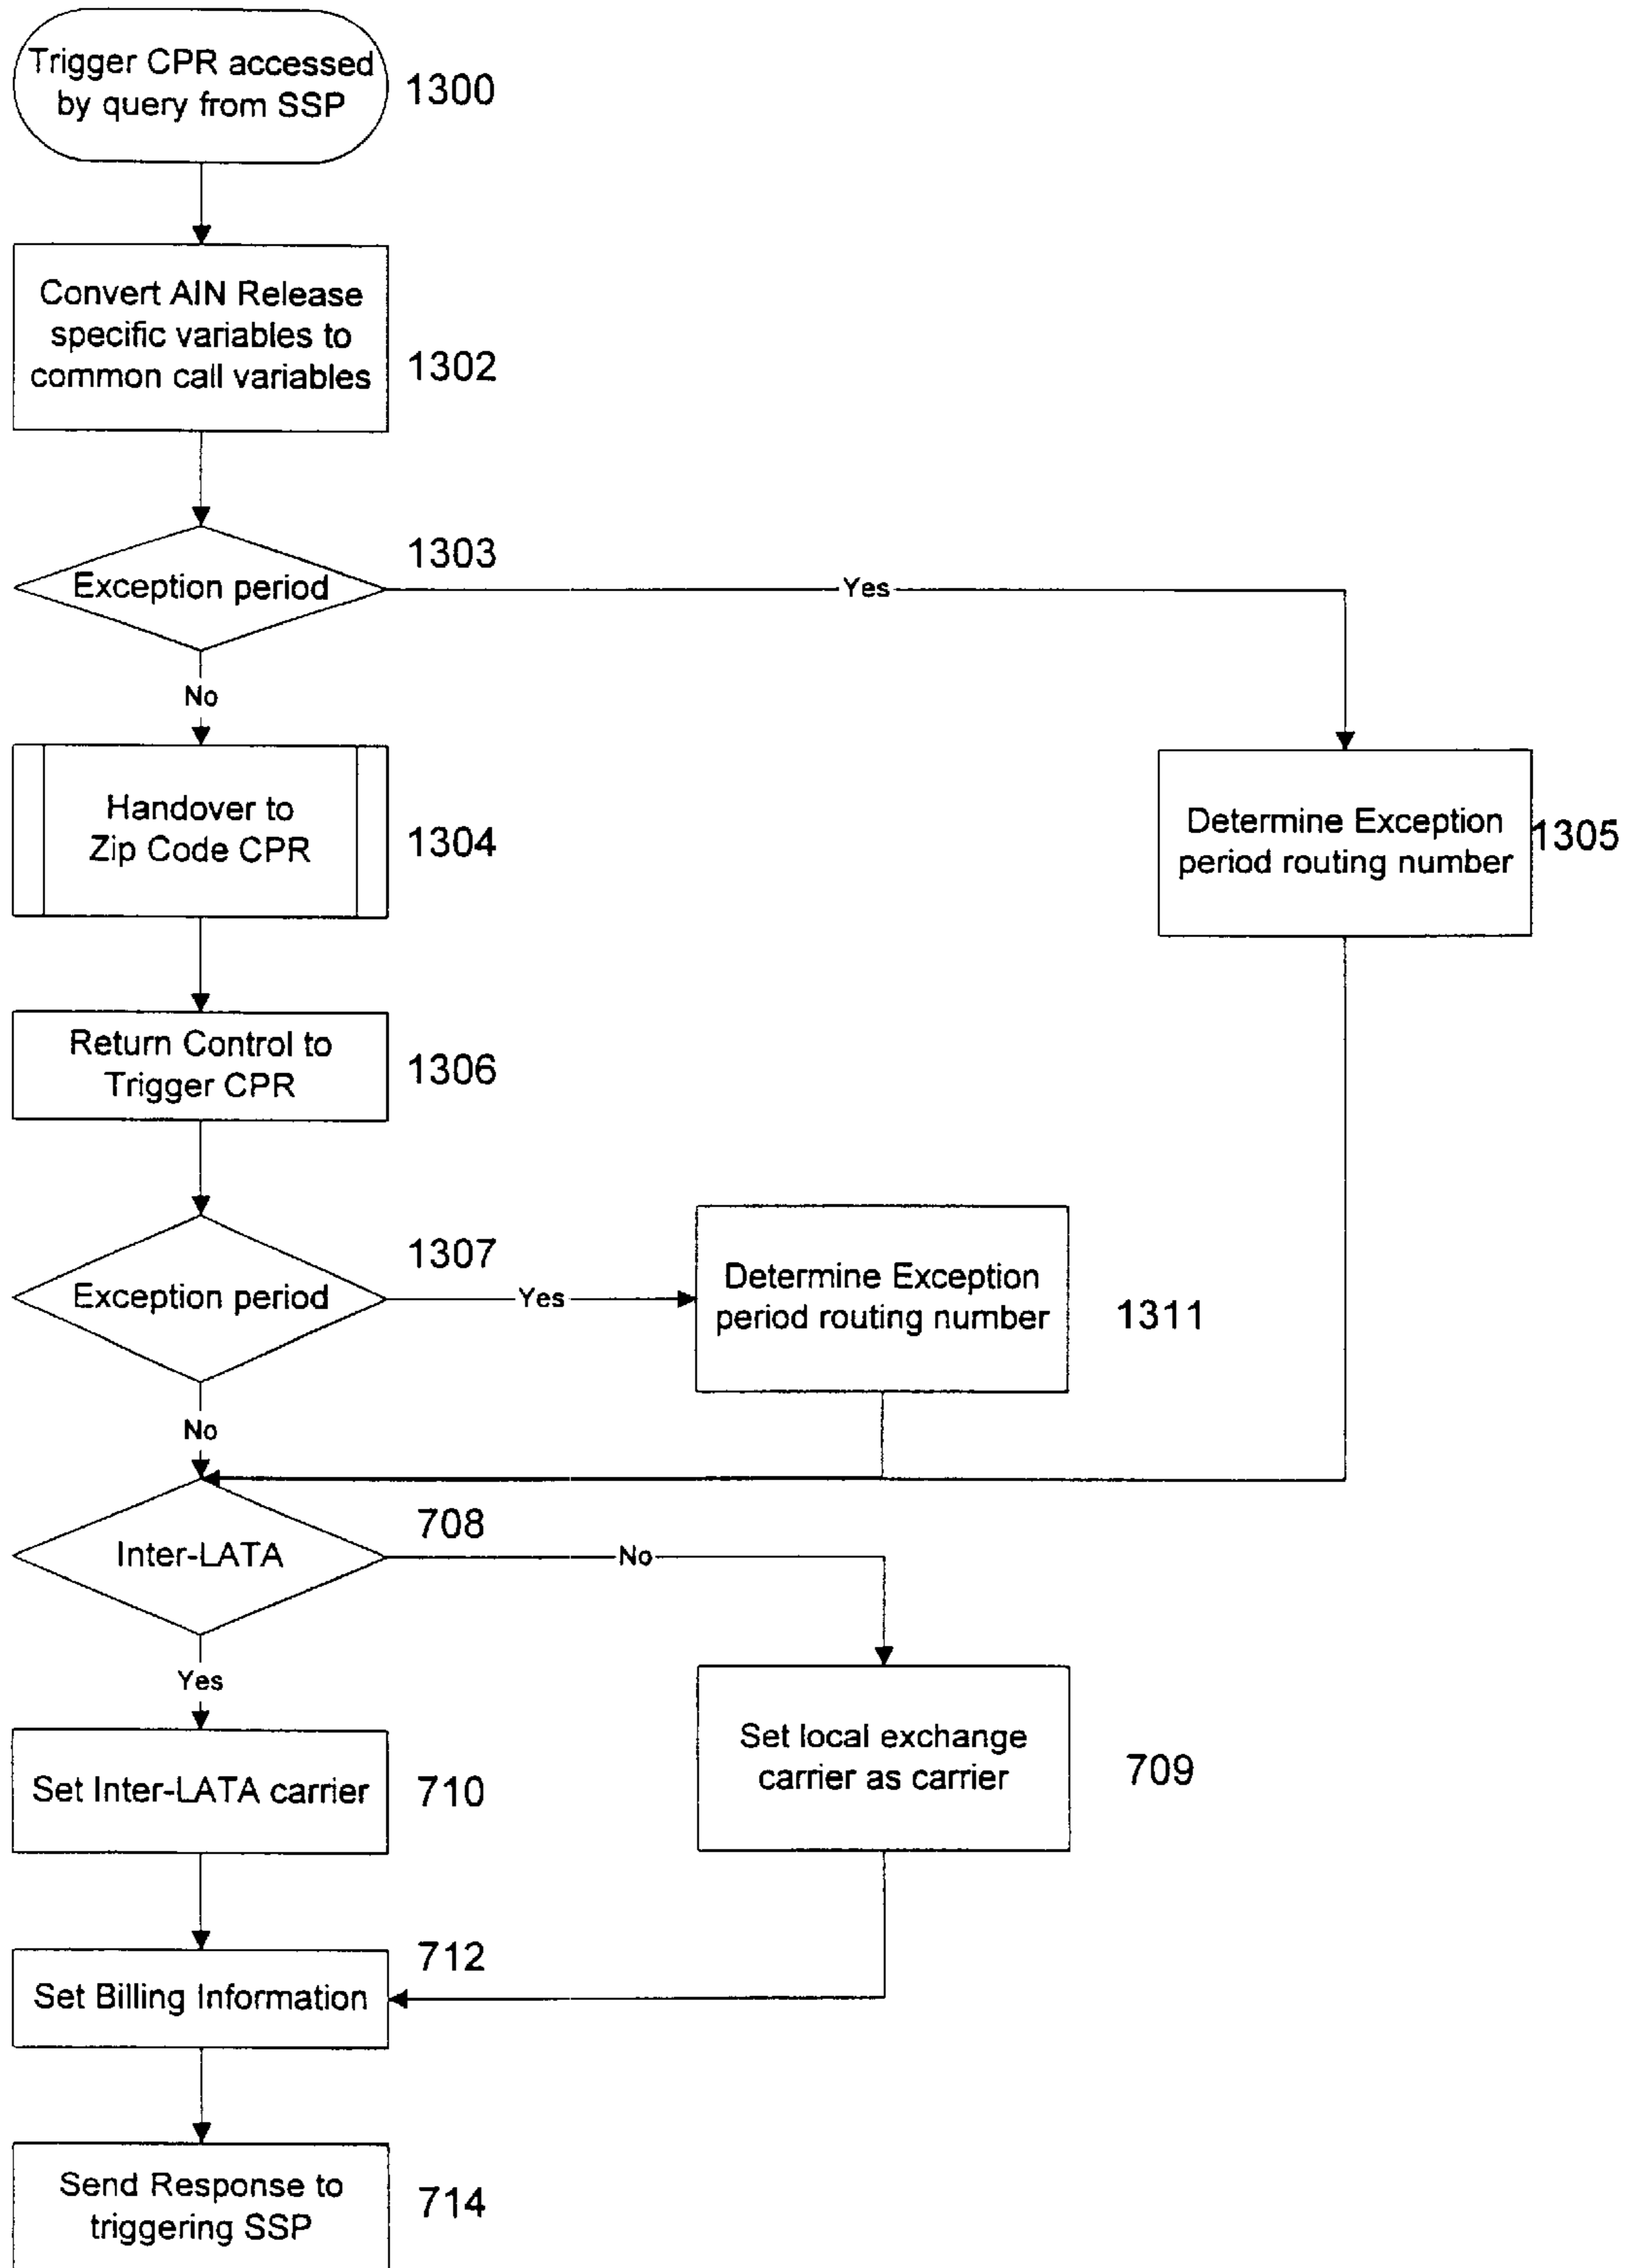 Trigger CPR accessed
by query from SSP
1300
Convert AIN Release
specific variables to
common call variables
1302
Exception period
1303
Yes
No
Handover to
Zip Code CPR
1304
Determine Exception
period routing number
1305
Return Control to
Trigger CPR
1306
Exception period
1307
Yes
Determine Exception
period routing number
1311
No
Inter-LATA
708
No
Yes
Set Inter-LATA carrier
710
Set local exchange
carrier as carrier
709
Set Billing Information
712
Send Response to
triggering SSP
714